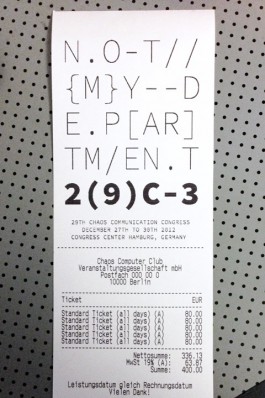 N.O-T//
{M}Y--D
E.P[AR]
TM/EN.T
2(9)C-3
29TH CHAOS COMMUNICATION CONGRESS
DECEMBER 27TH TO 30TH 2012
CONGRESS CENTER HAMBURG, GERMANY
Chaos Computer Club
Veranstaltungsgesellschaft mbH
Postfach 000 00 0
10000 Berlin
Ticket EUR
Standard Ticket (all days) (A) 80.00
Standard Ticket (all days) (A) 80.00
Standard Ticket (all days) (A) 80.00
Standard Ticket (all days) (A) 80.00
Standard Ticket (all days) (A) 80.00
Nettosumme: 336.13
MwSt 19% (A): 63.87
Summe: 400.00
Leistungsdatum gleich Rechnungsdatum
Vielen Dank!